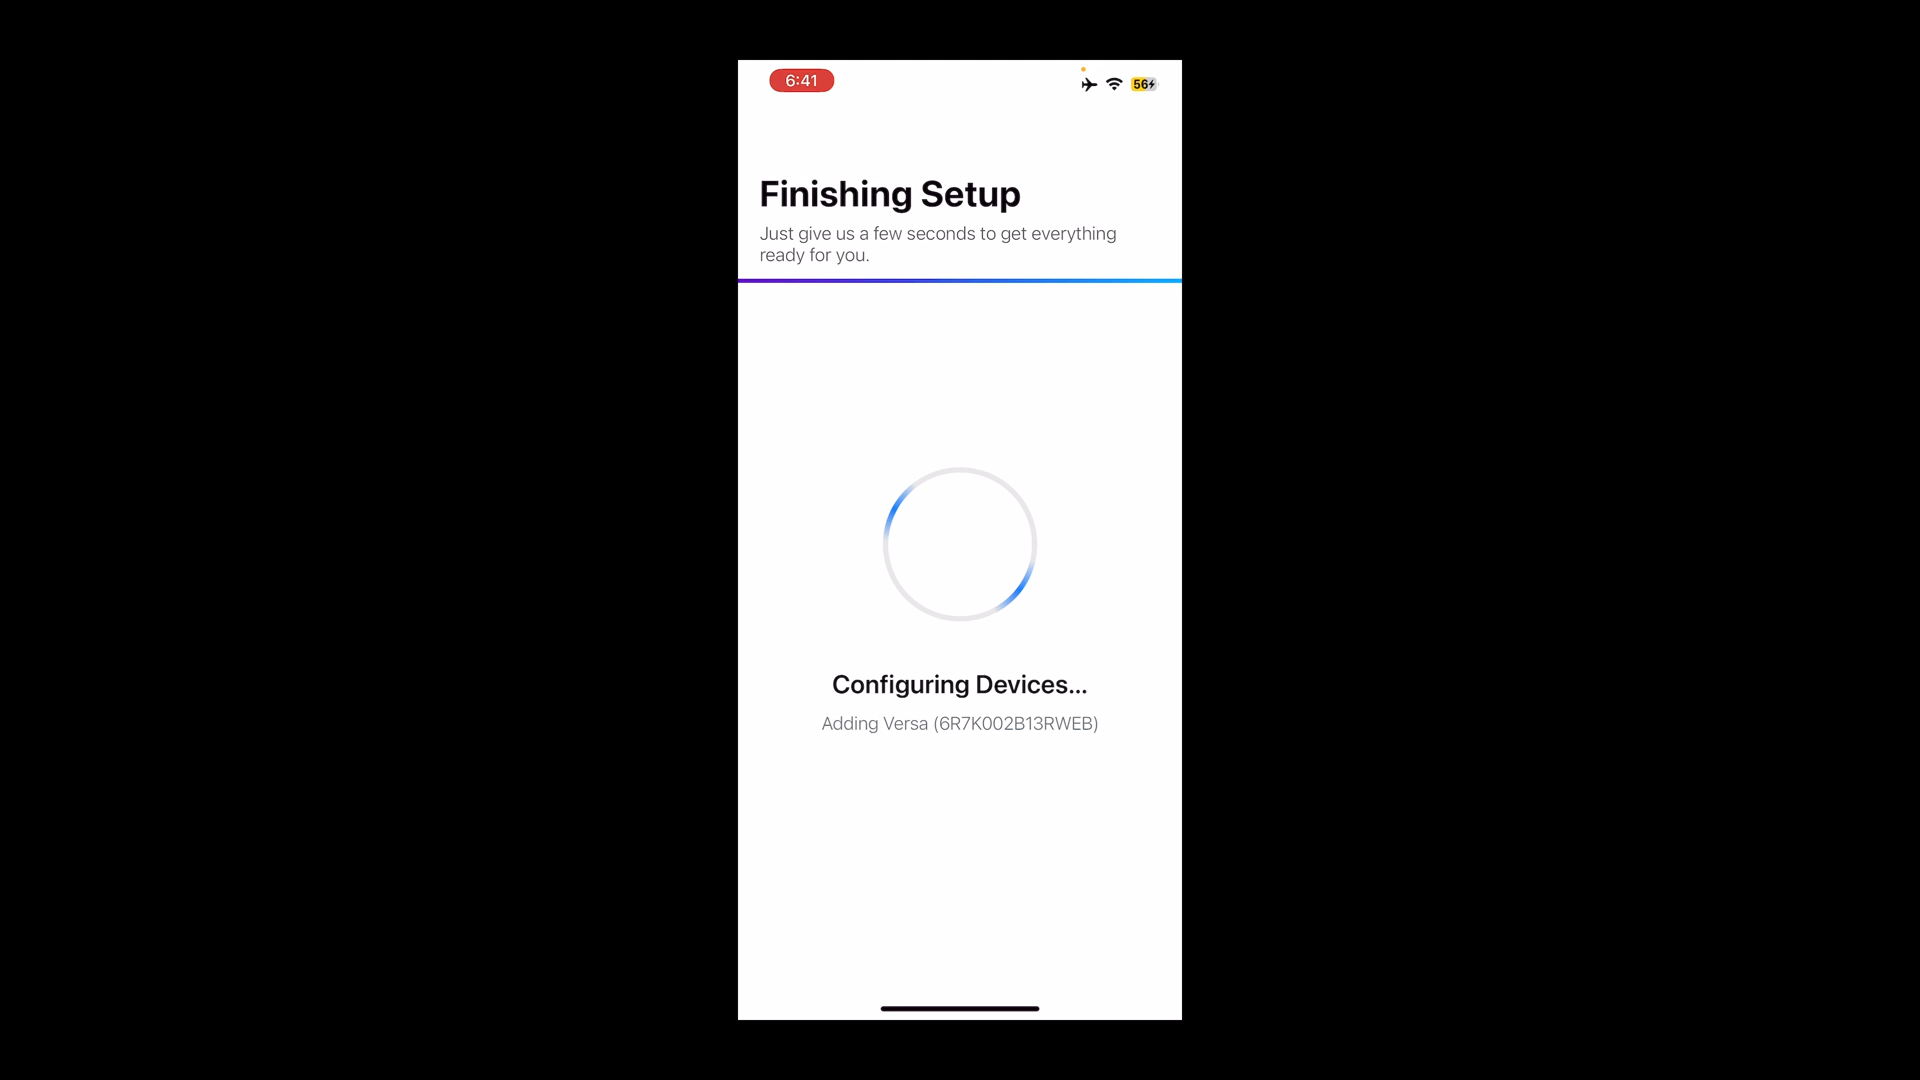 6:41
56
Finishing Setup
Just give us a few seconds to get everything
ready for you.
Configuring Devices...
Adding Versa (6R7K002B13RWEB)